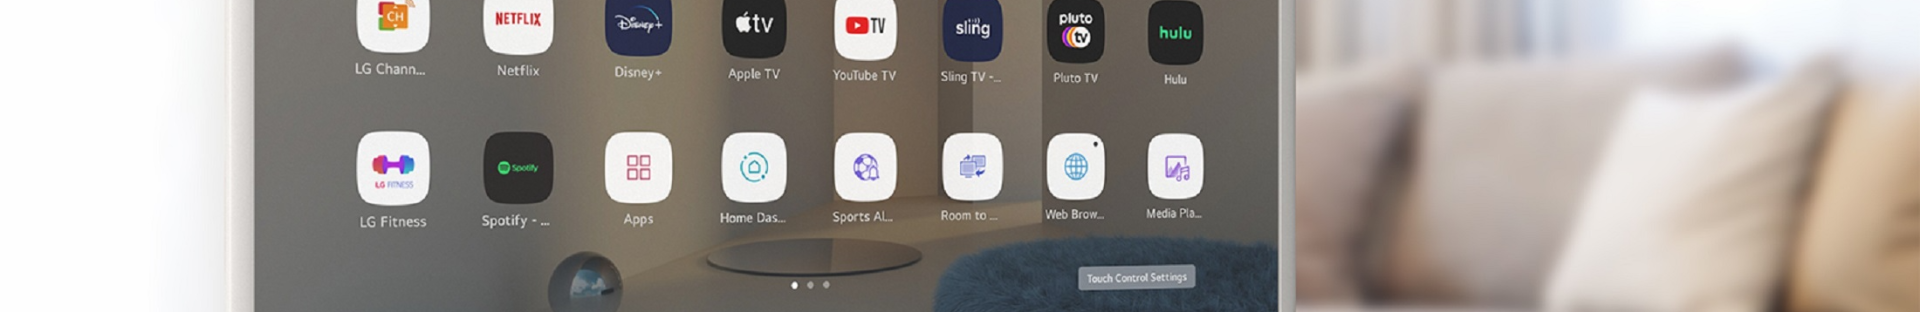 CH
NETFLIX
Disney+
tv
TV
sling
pluto
tv
hulu
LG Chann...
Netflix
Disney+
Apple TV
YouTube TV
Sling TV -...
Pluto TV
Hulu
LG FITNESS
Spotify
LG Fitness
Spotify - ...
Apps
Home Das...
Sports Al...
Room to ...
Web Brow...
Media Pla...
Touch Control Settings